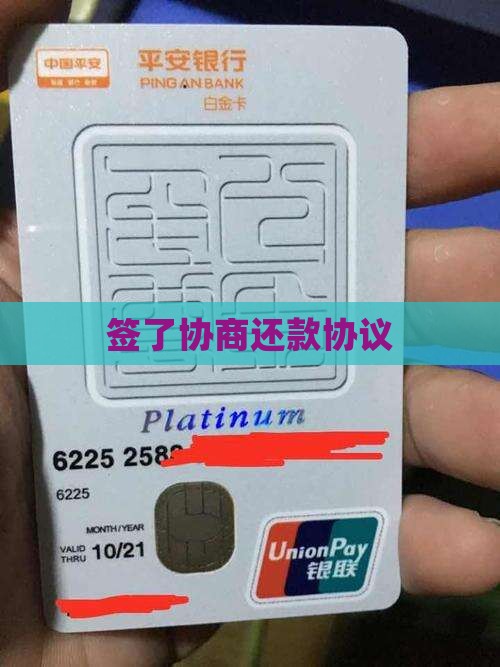 中国平安
平安银行
PING AN BANK
白金卡
签了协商还款协议
Platinum
6225 2588
6225
MONTH/YEAR
VALID THRU 10/21
UnionPay
银联